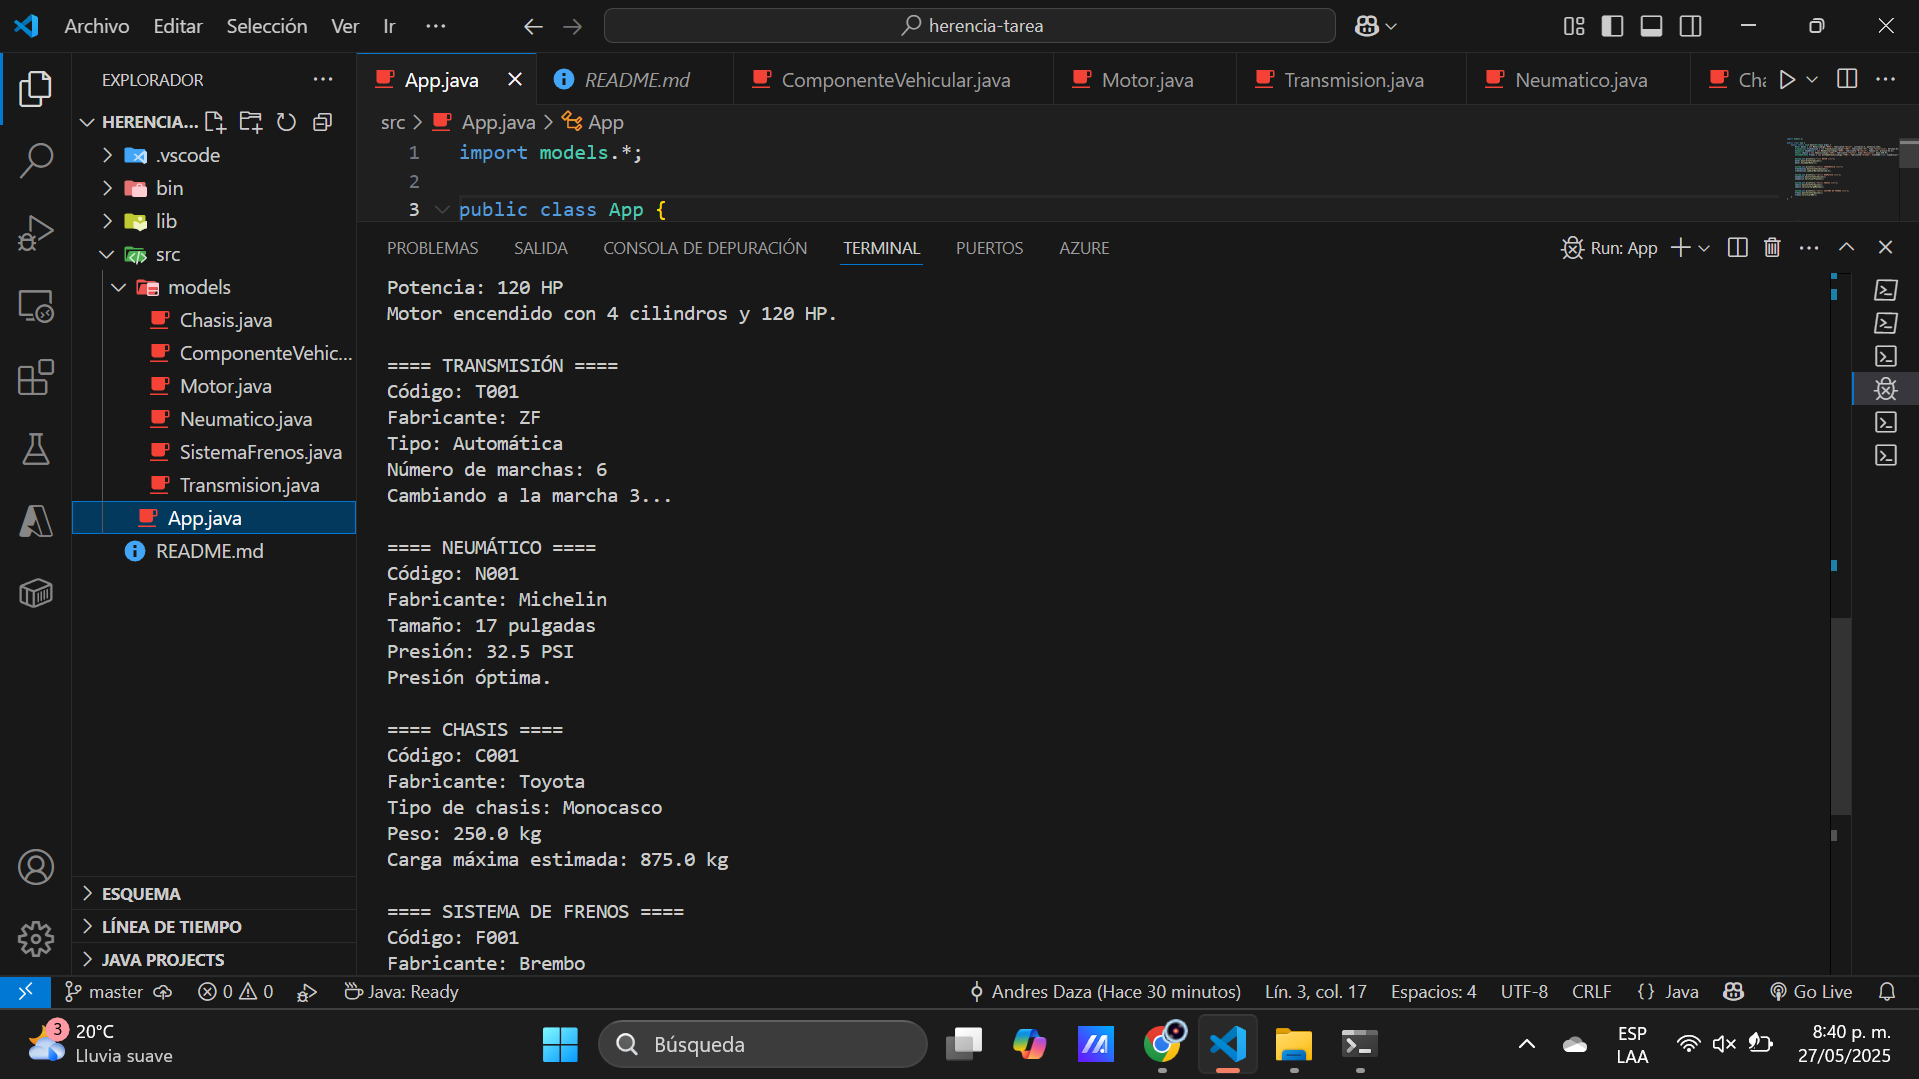 Archivo Editar Selección Ver Ir ··· herencia-tarea
EXPLORADOR
HERENCIA...
.vscode
bin
lib
src
models
Chasis.java
ComponenteVehic...
Motor.java
Neumatico.java
SistemaFrenos.java
Transmision.java
App.java
README.md
ESQUEMA
LÍNEA DE TIEMPO
JAVA PROJECTS
App.java README.md ComponenteVehicular.java Motor.java Transmision.java Neumatico.java Cha
src > App.java > App
1 import models.*;
2
3 public class App {
PROBLEMAS SALIDA CONSOLA DE DEPURACIÓN TERMINAL PUERTOS AZURE Run: App
Potencia: 120 HP
Motor encendido con 4 cilindros y 120 HP.
==== TRANSMISIÓN ====
Código: T001
Fabricante: ZF
Tipo: Automática
Número de marchas: 6
Cambiando a la marcha 3...
==== NEUMÁTICO ====
Código: N001
Fabricante: Michelin
Tamaño: 17 pulgadas
Presión: 32.5 PSI
Presión óptima.
==== CHASIS ====
Código: C001
Fabricante: Toyota
Tipo de chasis: Monocasco
Peso: 250.0 kg
Carga máxima estimada: 875.0 kg
==== SISTEMA DE FRENOS ====
Código: F001
Fabricante: Brembo
master 0 0 Java: Ready Andres Daza (Hace 30 minutos) Lín. 3, col. 17 Espacios: 4 UTF-8 CRLF {} Java Go Live
3 20°C
Lluvia suave
Búsqueda
ESP
LAA
8:40 p. m.
27/05/2025